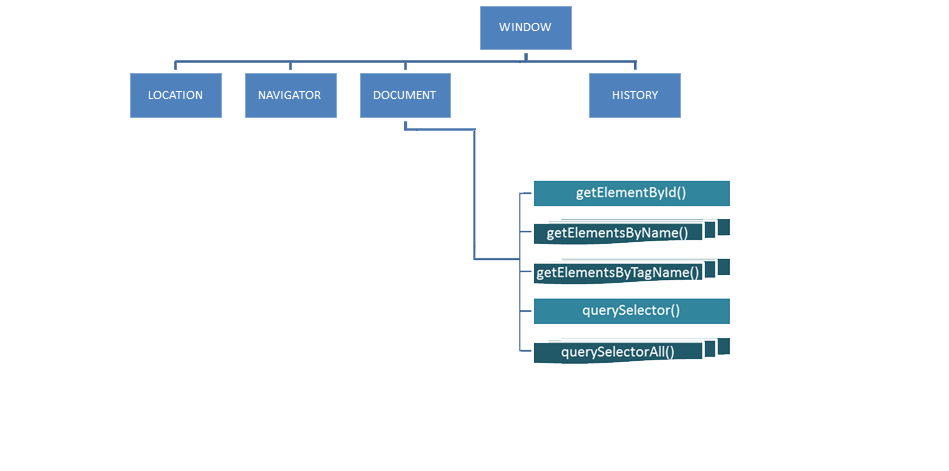 WINDOW
LOCATION
NAVIGATOR
DOCUMENT
HISTORY
getElementById()
getElementsByName()
getElementsByTagName()
querySelector()
querySelectorAll()